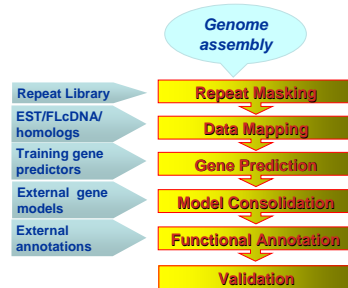 Genome
assembly
Repeat Library
Repeat Masking
EST/FLcDNA/
homologs
Data Mapping
Training gene
predictors
Gene Prediction
External gene
models
Model Consolidation
External
annotations
Functional Annotation
Validation